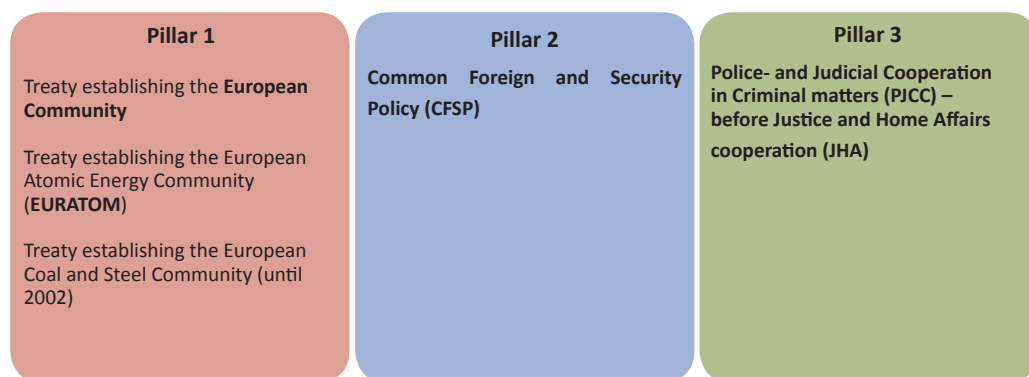 Pillar 1
Treaty establishing the European
Community
Treaty establishing the European
Atomic Energy Community
(EURATOM)
Treaty establishing the European
Coal and Steel Community (until
2002)
Pillar 2
Common Foreign and Security
Policy (CFSP)
Pillar 3
Police- and Judicial Cooperation
in Criminal matters (PJCC) –
before Justice and Home Affairs
cooperation (JHA)